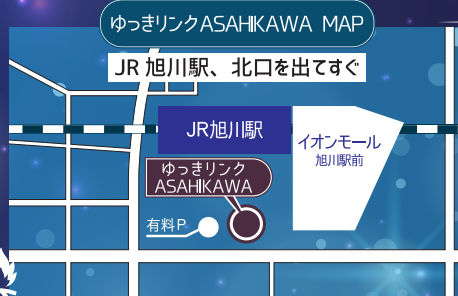 ゆっきリンクASAHIKAWA MAP
JR 旭川駅、北口を出てすぐ
JR旭川駅
イオンモール
旭川駅前
ゆっきリンク
ASAHIKAWA
有料P